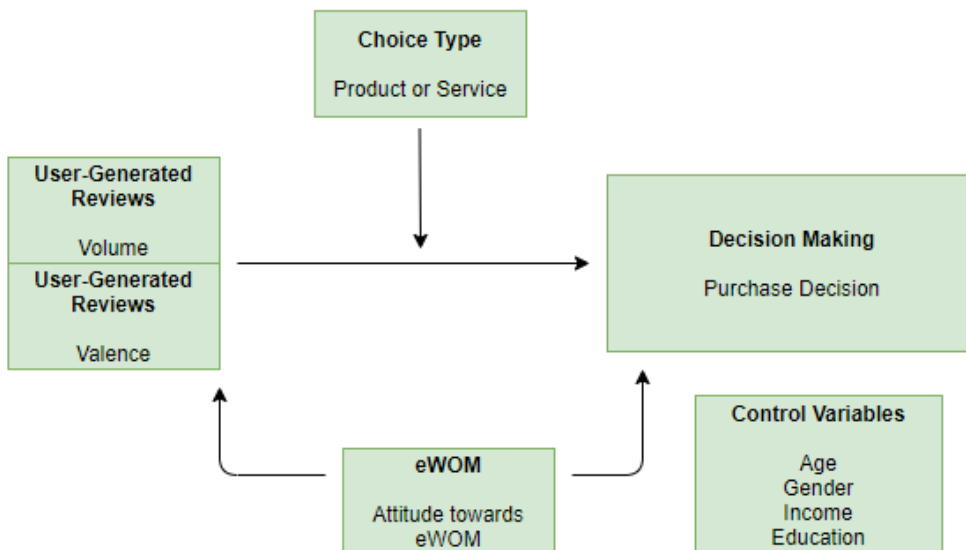 Choice Type
Product or Service
User-Generated
Reviews
Volume
User-Generated
Reviews
Valence
Decision Making
Purchase Decision
eWOM
Attitude towards
eWOM
Control Variables
Age
Gender
Income
Education